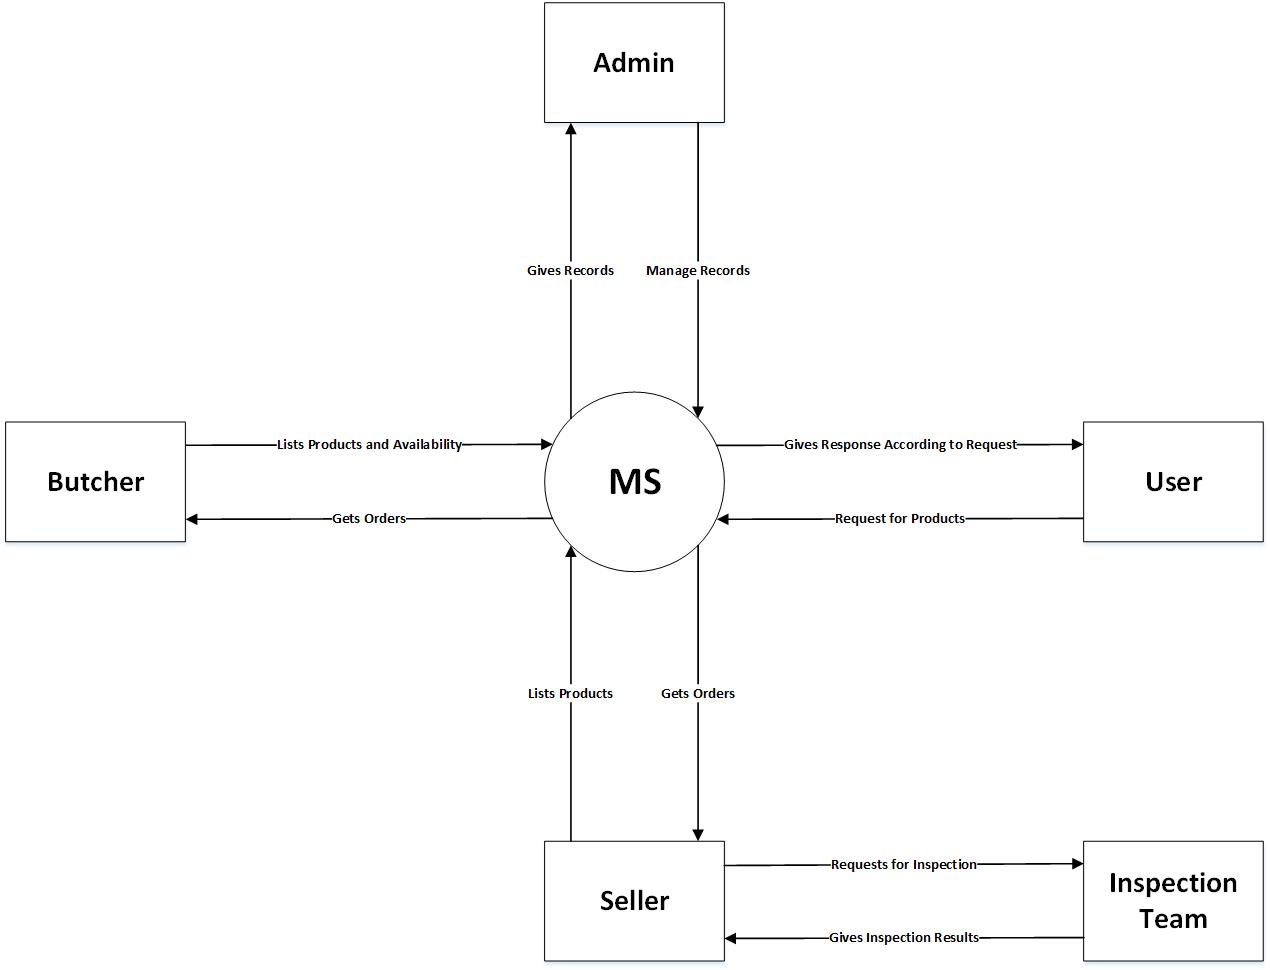 Admin
Gives Records
Manage Records
Lists Products and Availability
Gives Response According to Request
Butcher
MS
User
Gets Orders
Request for Products
Lists Products
Gets Orders
Requests for Inspection
Seller
Inspection
Team
Gives Inspection Results